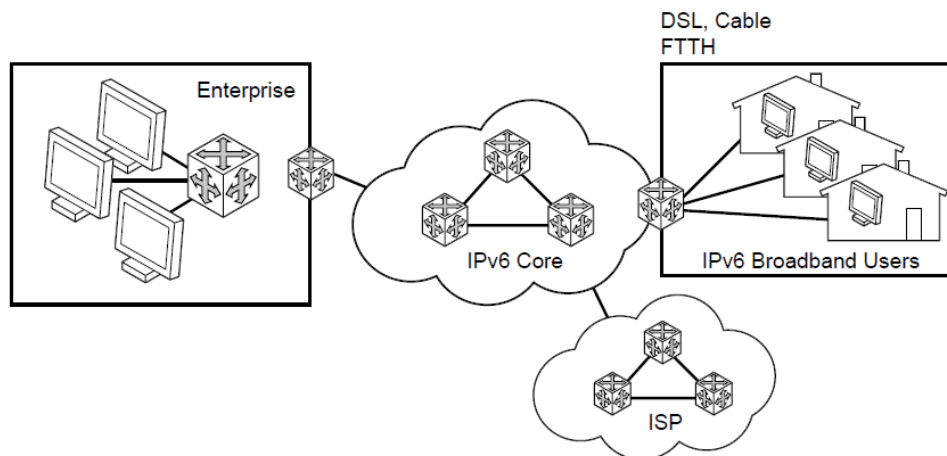 DSL, Cable
FTTH
Enterprise
IPv6 Core
IPv6 Broadband Users
ISP